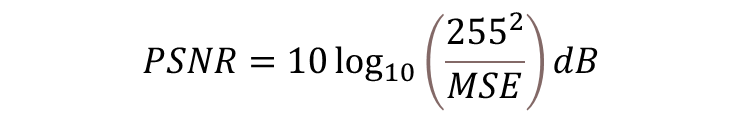 PSNR = 10 log₁₀ (255²/MSE) dB